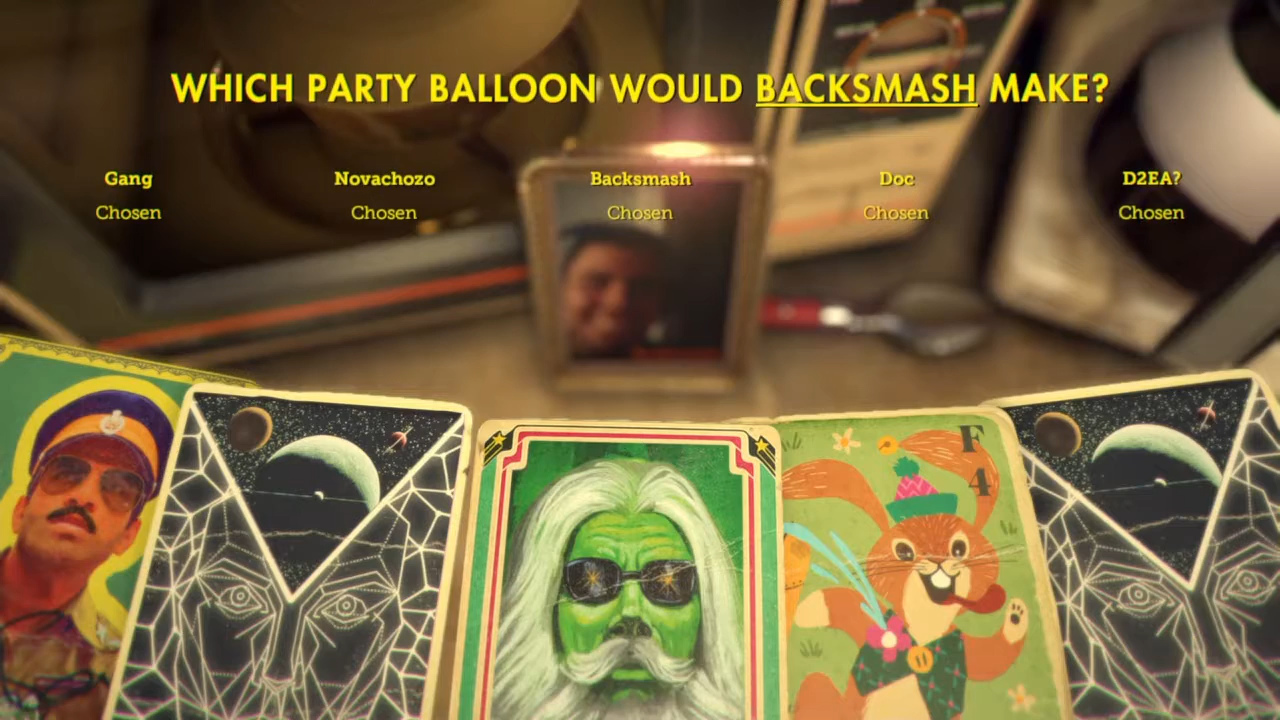 WHICH PARTY BALLOON WOULD BACKSMASH MAKE?
Gang
Novachozo
Backsmash
Doc
D2EA?
Chosen
Chosen
Chosen
Chosen
Chosen
F
4